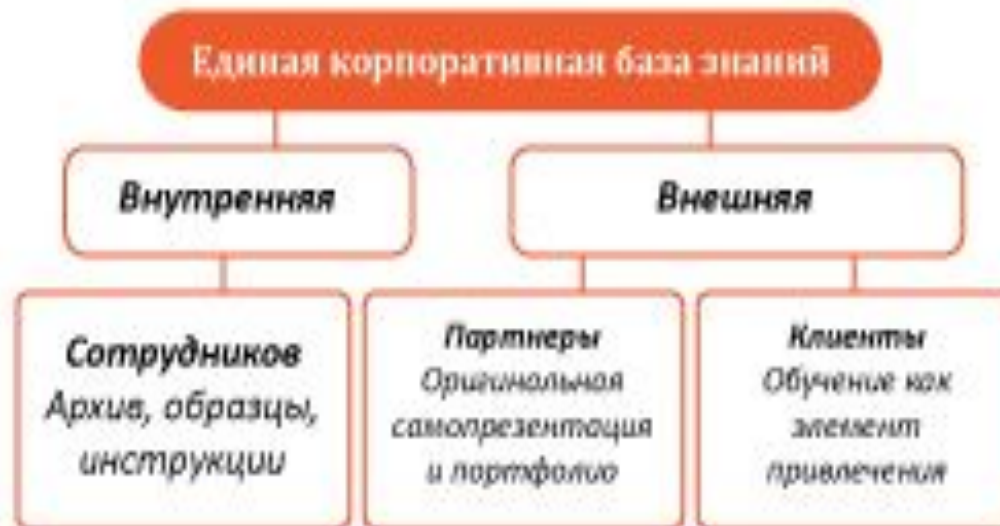 Единая корпоративная база знаний
Внутренняя
Внешняя
Сотрудников
Архив, образцы,
инструкции
Партнеры
Оригинальная
самопрезентация
и портфолио
Клиенты
Обучение как
элемент
привлечения